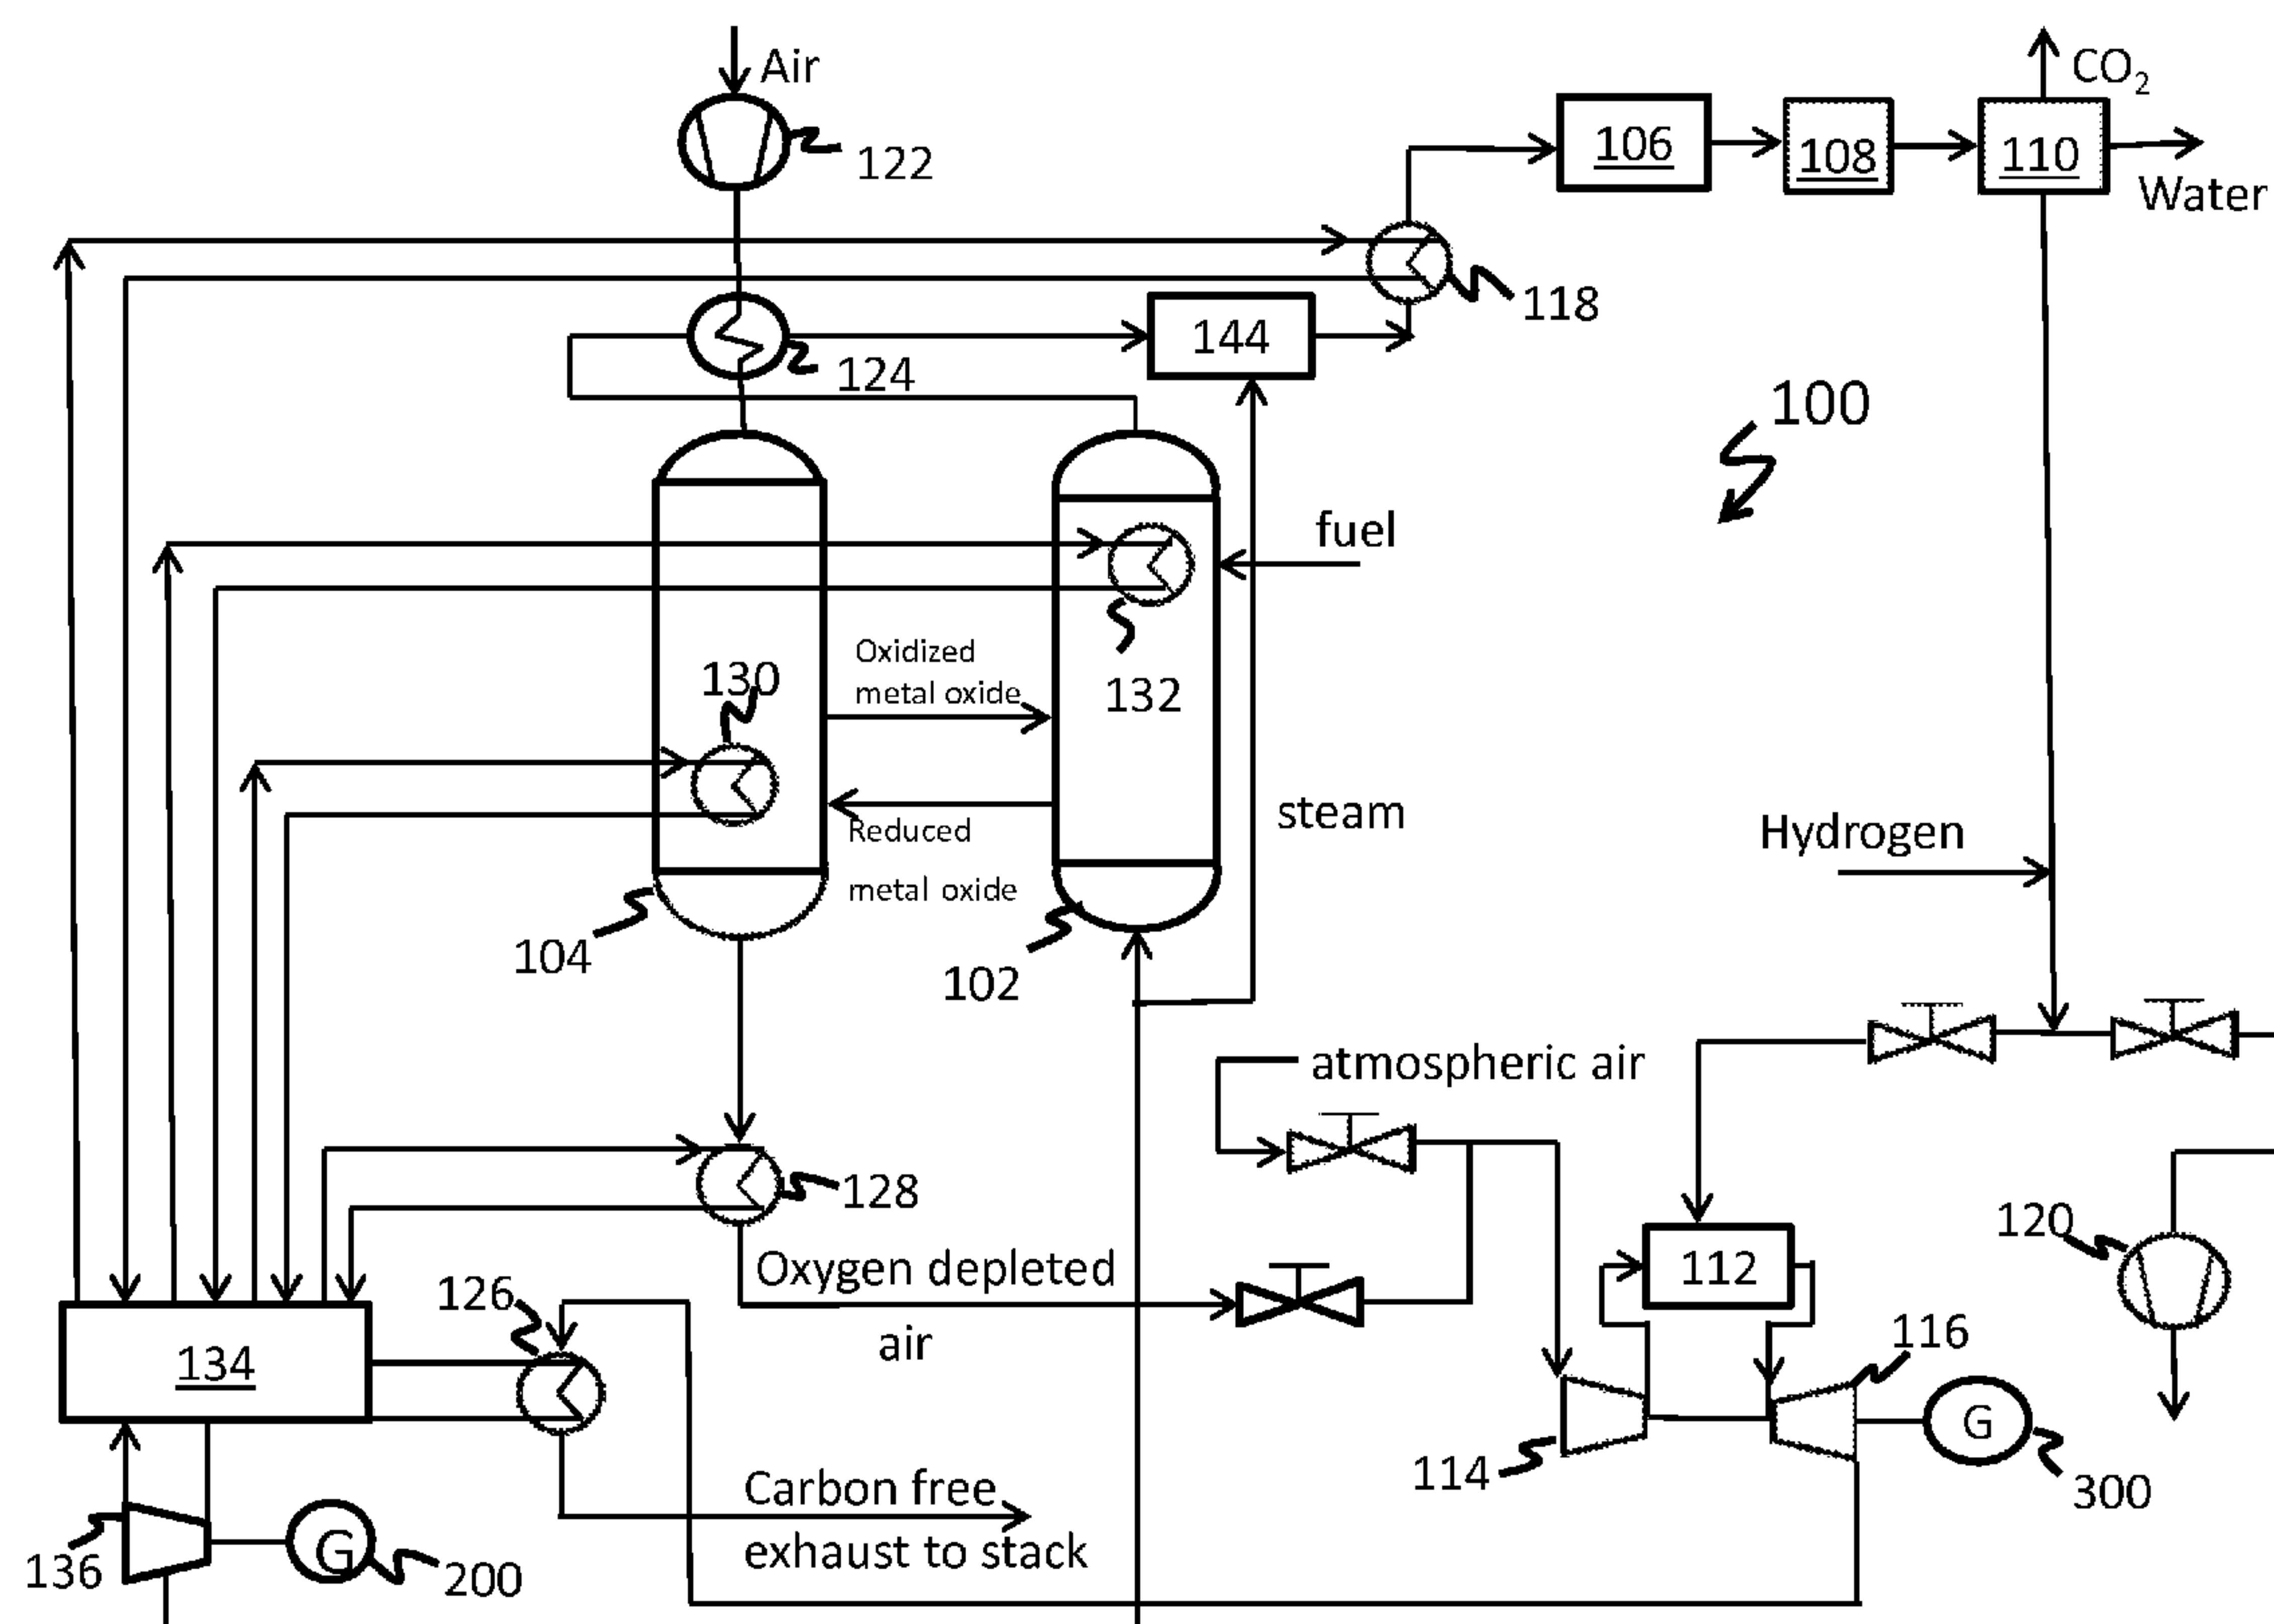 Air
CO2
122
106
108
110
Water
118
144
124
100
fuel
Oxidized
metal oxide
130
132
steam
Reduced
Hydrogen
metal oxide
104
102
atmospheric air
128
120
Oxygen depleted
112
126
air
116
134
G
114
Carbon free
300
exhaust to stack
G
136
200